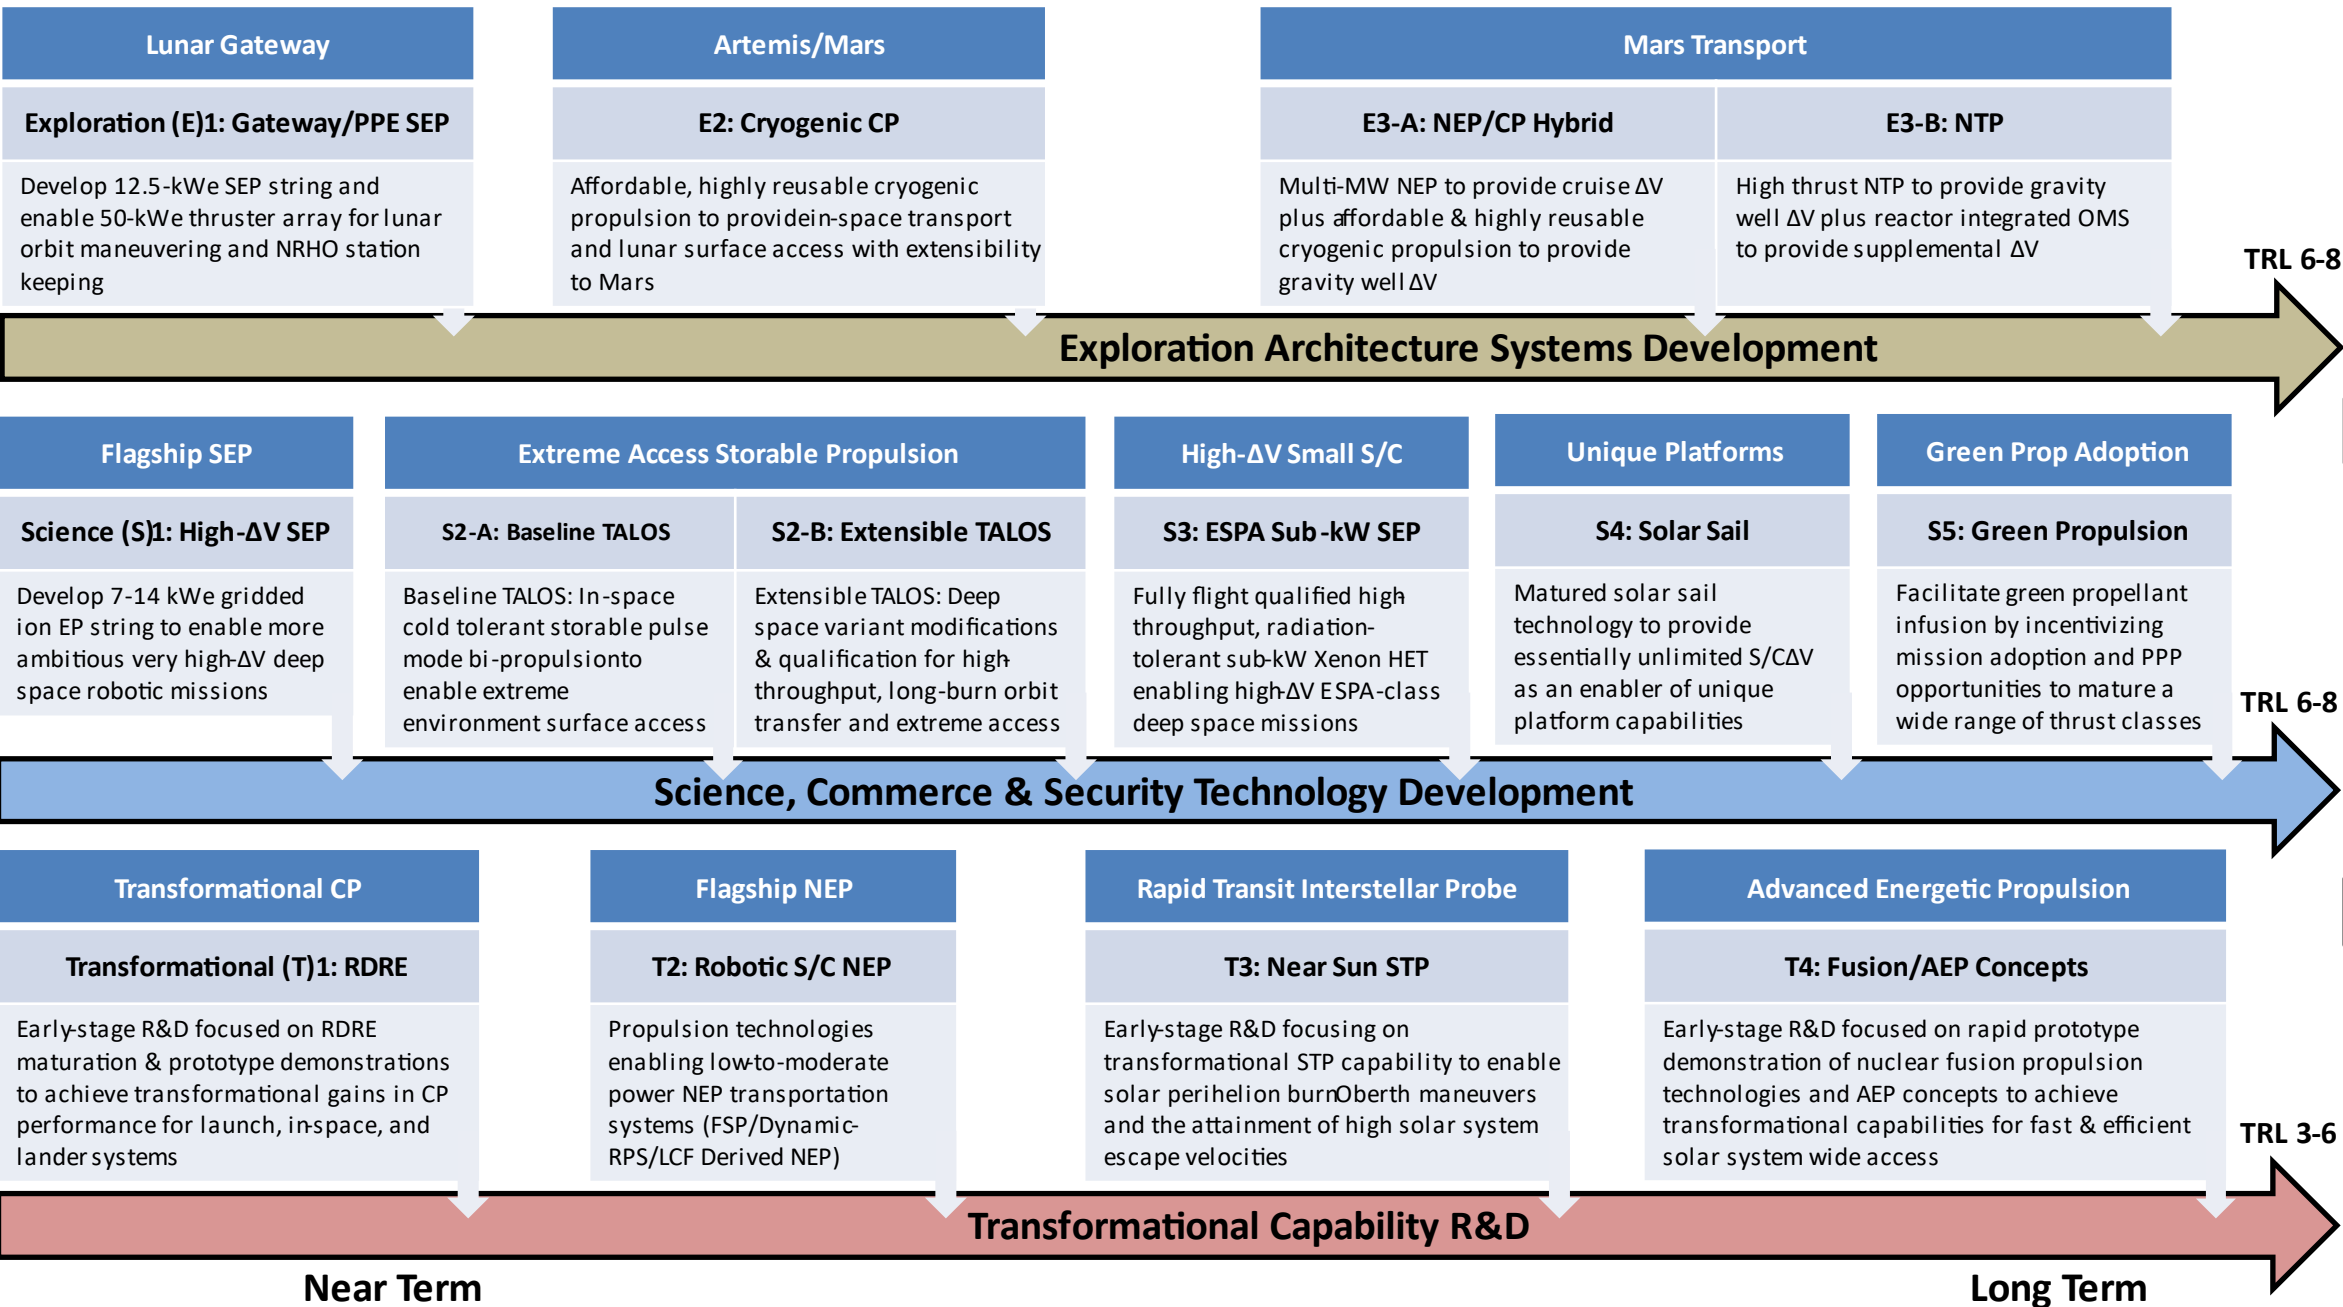 Lunar Gateway
Exploration (E)1: Gateway/PPE SEP
Develop 12.5-kWe SEP string and
enable 50-kWe thruster array for lunar
orbit maneuvering and NRHO station
keeping
Artemis/Mars
E2: Cryogenic CP
Affordable, highly reusable cryogenic
propulsion to providein-space transport
and lunar surface access with extensibility
to Mars
Mars Transport
E3-A: NEP/CP Hybrid
Multi-MW NEP to provide cruise ΔV
plus affordable & highly reusable
cryogenic propulsion to provide
gravity well ΔV
E3-B: NTP
High thrust NTP to provide gravity
well ΔV plus reactor integrated OMS
to provide supplemental ΔV
TRL 6-8
Exploration Architecture Systems Development
Flagship SEP
Science (S)1: High-ΔV SEP
Develop 7-14 kWe gridded
ion EP string to enable more
ambitious very high-ΔV deep
space robotic missions
Extreme Access Storable Propulsion
S2-A: Baseline TALOS
Baseline TALOS: In-space
cold tolerant storable pulse
mode bi-propulsionto
enable extreme
environment surface access
S2-B: Extensible TALOS
Extensible TALOS: Deep
space variant modifications
& qualification for high-
throughput, long-burn orbit
transfer and extreme access
High-ΔV Small S/C
S3: ESPA Sub-kW SEP
Fully flight qualified high-
throughput, radiation-
tolerant sub-kW Xenon HET
enabling high-ΔV ESPA-class
deep space missions
Unique Platforms
S4: Solar Sail
Matured solar sail
technology to provide
essentially unlimited S/CΔV
as an enabler of unique
platform capabilities
Green Prop Adoption
S5: Green Propulsion
Facilitate green propellant
infusion by incentivizing
mission adoption and PPP
opportunities to mature a
wide range of thrust classes
TRL 6-8
Science, Commerce & Security Technology Development
Transformational CP
Transformational (T)1: RDRE
Early-stage R&D focused on RDRE
maturation & prototype demonstrations
to achieve transformational gains in CP
performance for launch, in-space, and
lander systems
Flagship NEP
T2: Robotic S/C NEP
Propulsion technologies
enabling low-to-moderate
power NEP transportation
systems (FSP/Dynamic-
RPS/LCF Derived NEP)
Rapid Transit Interstellar Probe
T3: Near Sun STP
Early-stage R&D focusing on
transformational STP capability to enable
solar perihelion burnOberth maneuvers
and the attainment of high solar system
escape velocities
Advanced Energetic Propulsion
T4: Fusion/AEP Concepts
Early-stage R&D focused on rapid prototype
demonstration of nuclear fusion propulsion
technologies and AEP concepts to achieve
transformational capabilities for fast & efficient
solar system wide access
TRL 3-6
Transformational Capability R&D
Near Term
Long Term